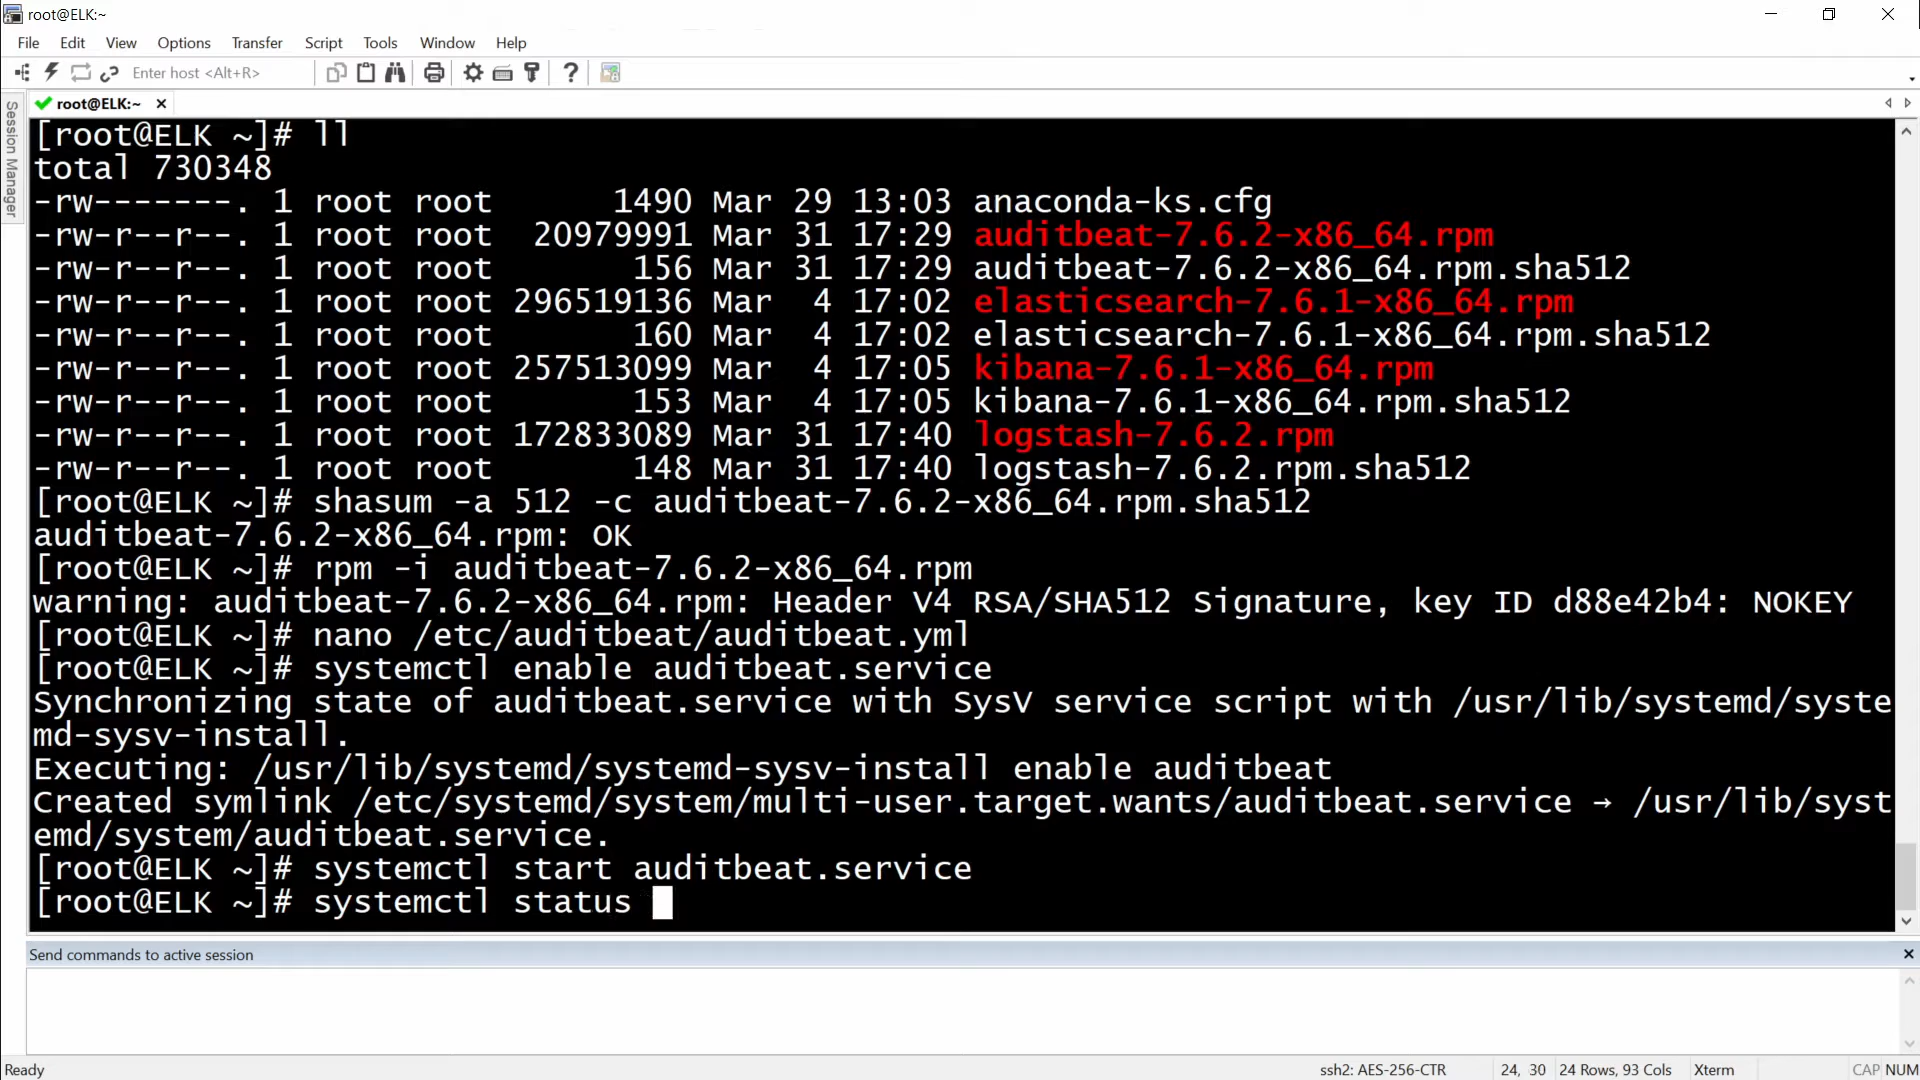 root@ELK:~
File Edit View Options Transfer Script Tools Window Help
Enter host <Alt+R>
root@ELK:~
Session Manager
[root@ELK ~]# ll
total 730348
-rw-------. 1 root root      1490 Mar 29 13:03 anaconda-ks.cfg
-rw-r--r--. 1 root root  20979991 Mar 31 17:29 auditbeat-7.6.2-x86_64.rpm
-rw-r--r--. 1 root root       156 Mar 31 17:29 auditbeat-7.6.2-x86_64.rpm.sha512
-rw-r--r--. 1 root root 296519136 Mar  4 17:02 elasticsearch-7.6.1-x86_64.rpm
-rw-r--r--. 1 root root       160 Mar  4 17:02 elasticsearch-7.6.1-x86_64.rpm.sha512
-rw-r--r--. 1 root root 257513099 Mar  4 17:05 kibana-7.6.1-x86_64.rpm
-rw-r--r--. 1 root root       153 Mar  4 17:05 kibana-7.6.1-x86_64.rpm.sha512
-rw-r--r--. 1 root root 172833089 Mar 31 17:40 logstash-7.6.2.rpm
-rw-r--r--. 1 root root       148 Mar 31 17:40 logstash-7.6.2.rpm.sha512
[root@ELK ~]# shasum -a 512 -c auditbeat-7.6.2-x86_64.rpm.sha512
auditbeat-7.6.2-x86_64.rpm: OK
[root@ELK ~]# rpm -i auditbeat-7.6.2-x86_64.rpm
warning: auditbeat-7.6.2-x86_64.rpm: Header V4 RSA/SHA512 Signature, key ID d88e42b4: NOKEY
[root@ELK ~]# nano /etc/auditbeat/auditbeat.yml
[root@ELK ~]# systemctl enable auditbeat.service
Synchronizing state of auditbeat.service with SysV service script with /usr/lib/systemd/syste
md-sysv-install.
Executing: /usr/lib/systemd/systemd-sysv-install enable auditbeat
Created symlink /etc/systemd/system/multi-user.target.wants/auditbeat.service → /usr/lib/syst
emd/system/auditbeat.service.
[root@ELK ~]# systemctl start auditbeat.service
[root@ELK ~]# systemctl status
Send commands to active session
Ready ssh2: AES-256-CTR 24, 30 24 Rows, 93 Cols Xterm CAP NUM